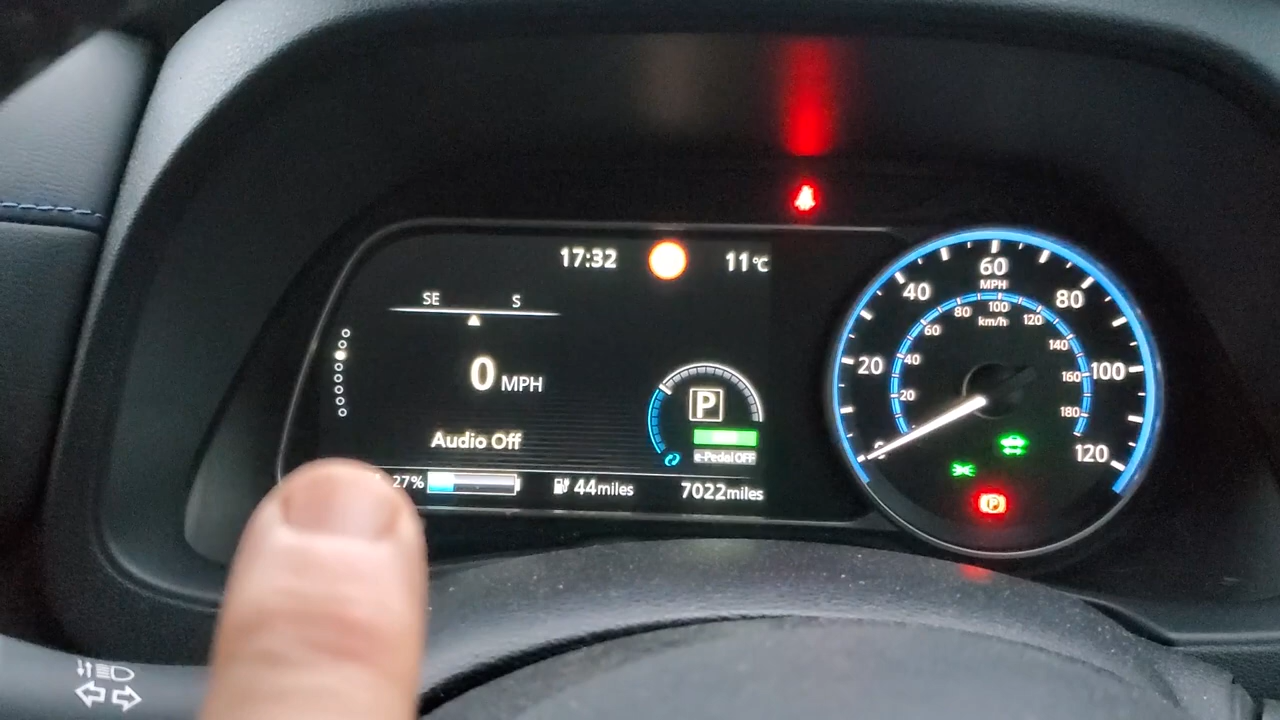 17:32 11°C
SE S
0 MPH
P
Audio Off
e-Pedal OFF
27% 44miles 7022miles
0 20 40 60 80 100 120
MPH
20 40 60 80 100 120 140 160 180
km/h
P